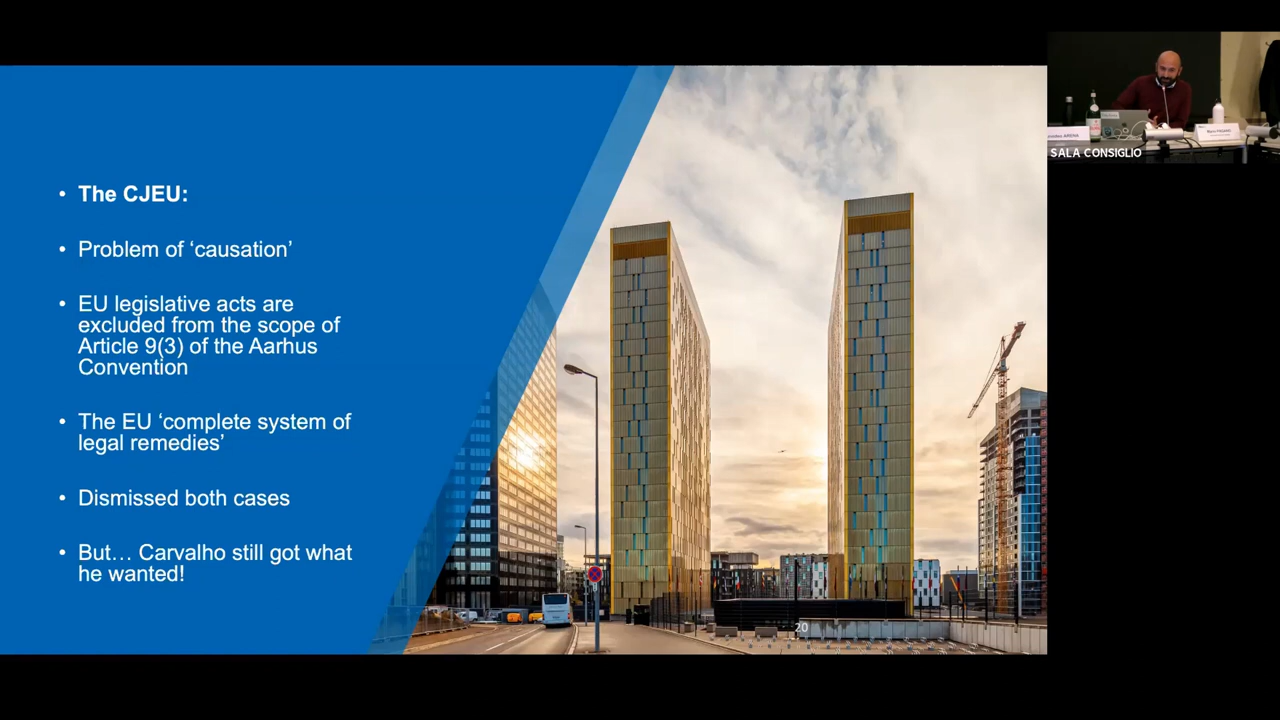 • The CJEU:
• Problem of ‘causation’
• EU legislative acts are
excluded from the scope of
Article 9(3) of the Aarhus
Convention
• The EU ‘complete system of
legal remedies’
• Dismissed both cases
• But… Carvalho still got what
he wanted!
20
ARENA
SALA CONSIGLIO